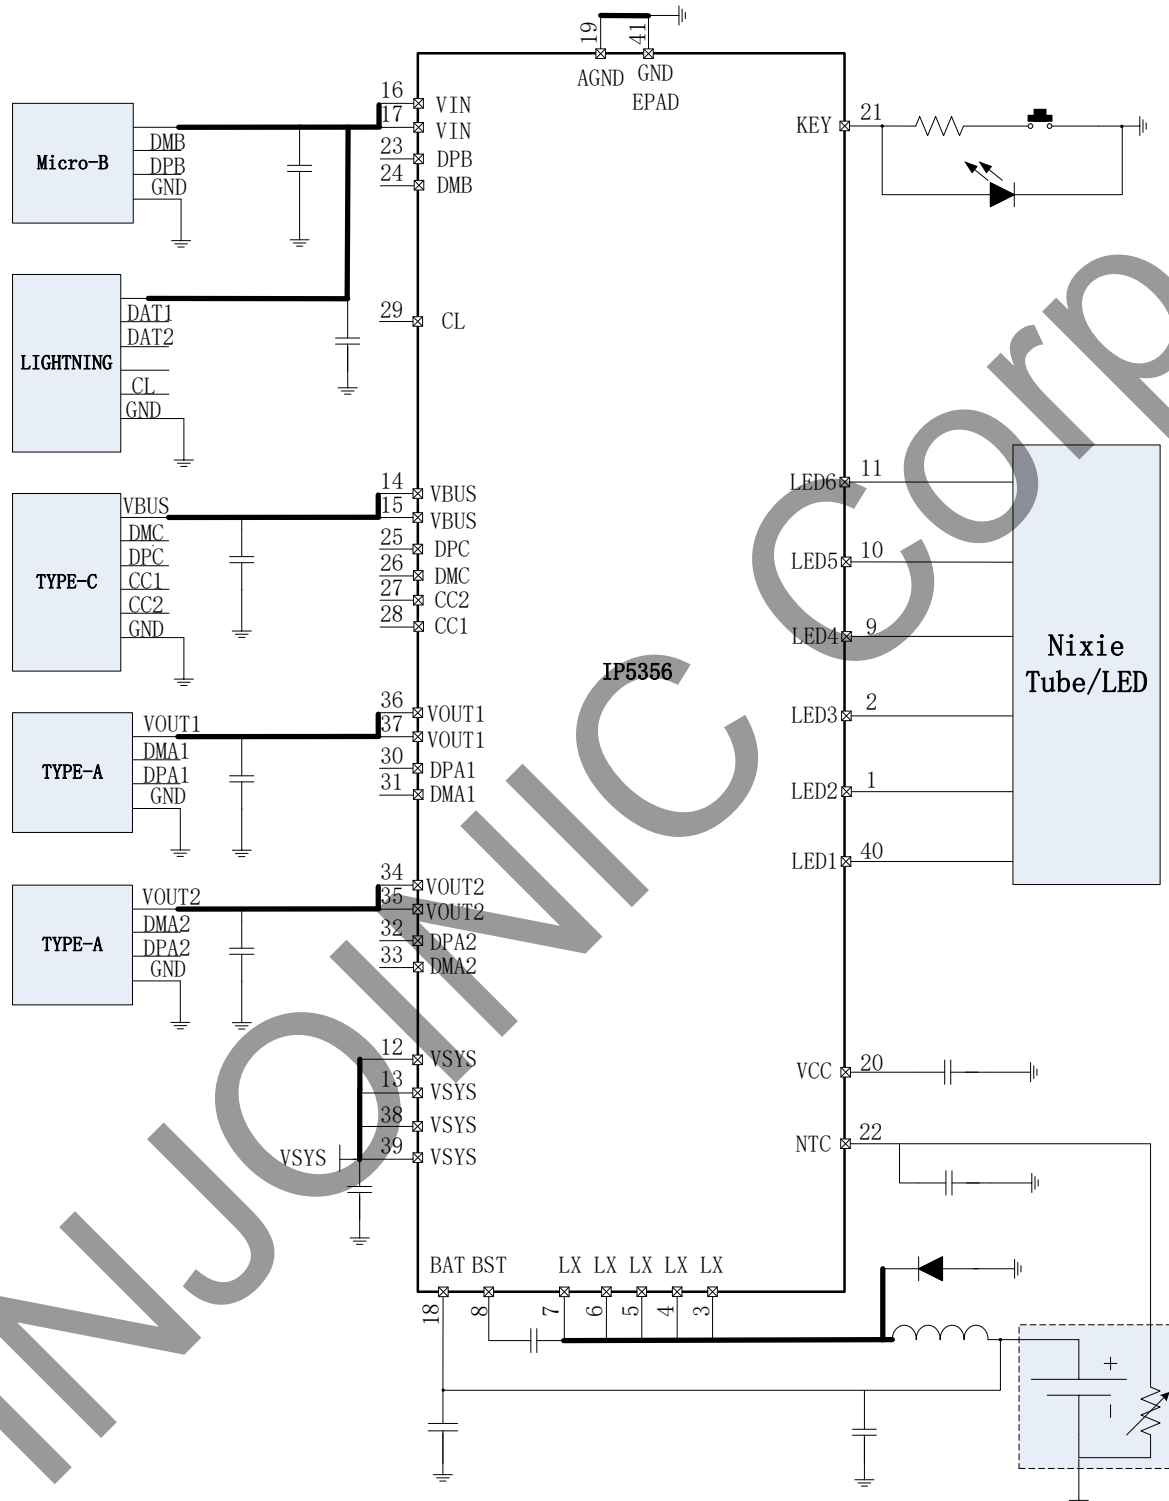 19
41
AGND
GND
EPAD
16
VIN
17
VIN
23
DPB
24
DMB
Micro-B
DMB
DPB
GND
21
KEY
LIGHTNING
DAT1
DAT2
CL
GND
29
CL
TYPE-C
VBUS
DMC
DPC
CC1
CC2
GND
14
VBUS
15
VBUS
25
DPC
26
DMC
27
CC2
28
CC1
IP5356
LED6
11
LED5
10
LED4
9
LED3
2
LED2
1
LED1
40
Nixie
Tube/LED
TYPE-A
VOUT1
DMA1
DPA1
GND
36
VOUT1
37
VOUT1
30
DPA1
31
DMA1
TYPE-A
VOUT2
DMA2
DPA2
GND
34
VOUT2
35
VOUT2
32
DPA2
33
DMA2
12
VSYS
13
VSYS
38
VSYS
39
VSYS
VSYS
VCC
20
NTC
22
BAT
BST
LX
LX
LX
LX
LX
18
8
7
6
5
4
3
+
－
INJOINIC Corp